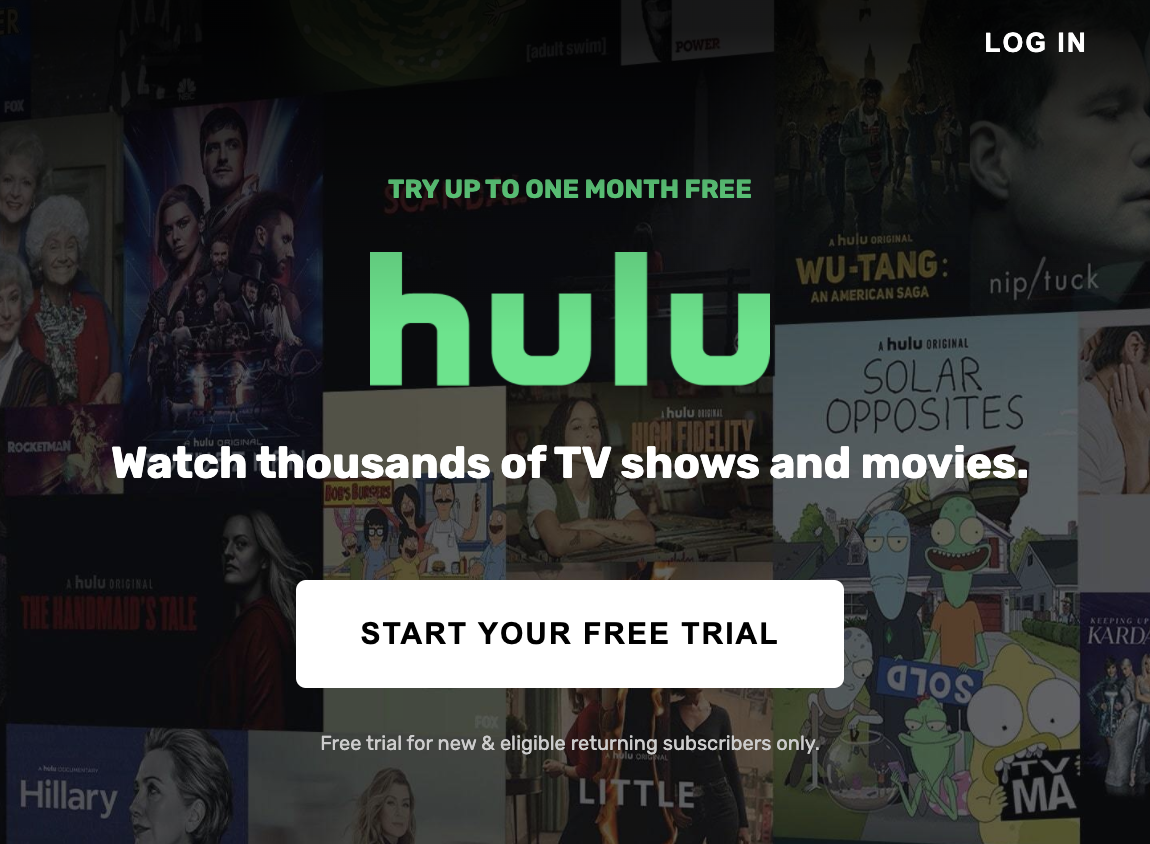 LOG IN
[adult swim]
POWER
FOX
TRY UP TO ONE MONTH FREE
SCANDAL
hulu
A hulu ORIGINAL
WU-TANG:
AN AMERICAN SAGA
nip/tuck
A hulu ORIGINAL
SOLAR
OPPOSITES
A hulu ORIGINAL
HIGH FIDELITY
ROCKETMAN
A hulu ORIGINAL
Watch thousands of TV shows and movies.
BOB'S BURGERS
A hulu ORIGINAL
THE HANDMAID'S TALE
START YOUR FREE TRIAL
KEEPING UP
KARDA
SOLD
FOX
Free trial for new & eligible returning subscribers only.
A hulu ORIGINAL
LITTLE
A hulu DOCUMENTARY
Hillary
TV
MA